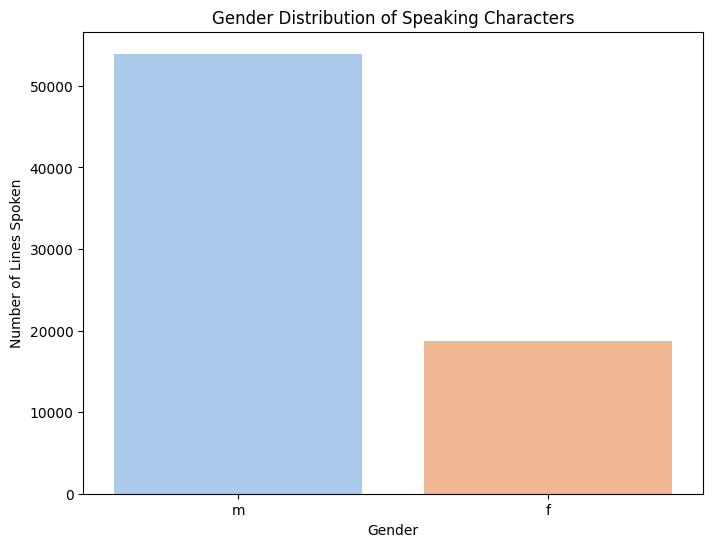 Gender Distribution of Speaking Characters
Number of Lines Spoken
50000
40000
30000
20000
10000
0
m f
Gender